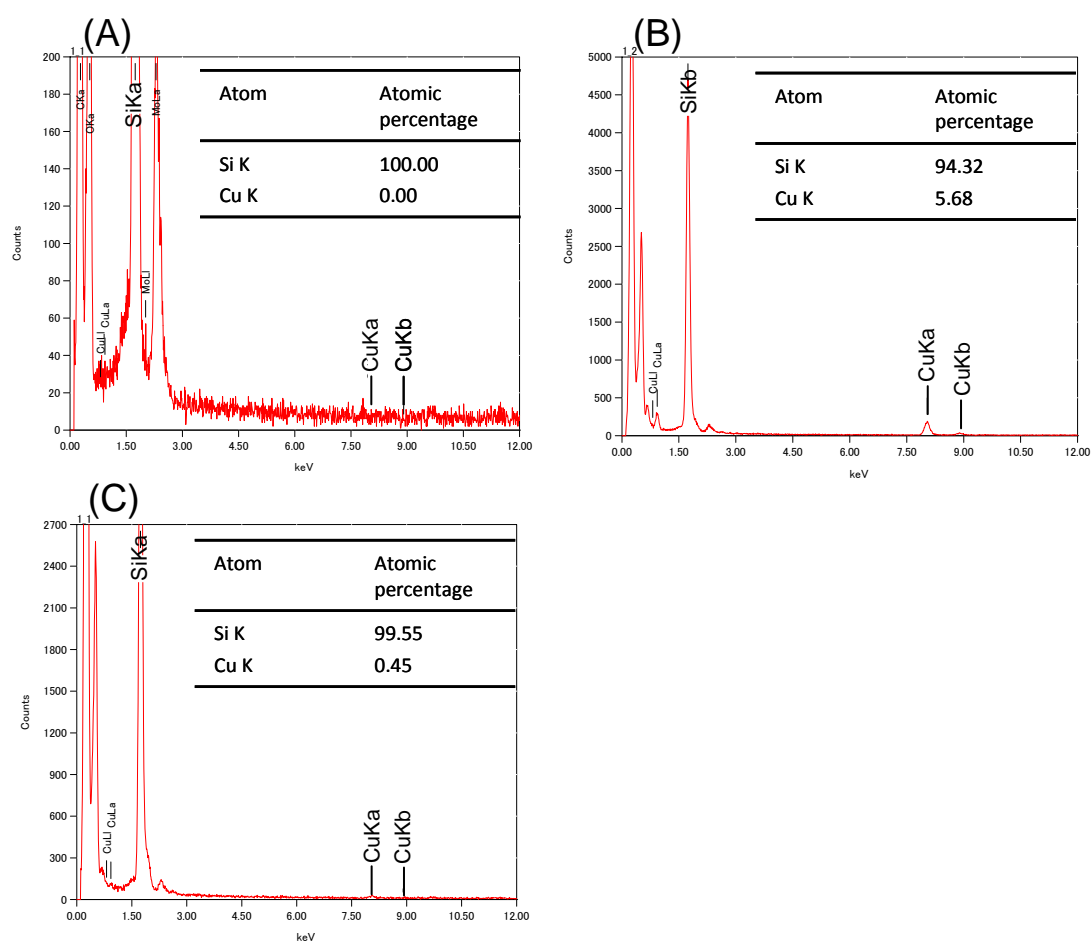 (A)
1_1
200
180
160
140
120
100
80
60
40
20
0
Counts
CKa
OKa
CuLl
CuLa
SiKa
MoLl
MoLa
CuKa
CuKb
Atom Atomic
percentage
Si K 100.00
Cu K 0.00
0.00 1.50 3.00 4.50 6.00 7.50 9.00 10.50 12.00
keV
(B)
1_2
5000
4500
4000
3500
3000
2500
2000
1500
1000
500
0
Counts
CuLl
CuLa
SiKb
CuKa
CuKb
Atom Atomic
percentage
Si K 94.32
Cu K 5.68
0.00 1.50 3.00 4.50 6.00 7.50 9.00 10.50 12.00
keV
(C)
1_1
2700
2400
2100
1800
1500
1200
900
600
300
0
Counts
CuLl
CuLa
SiKa
CuKa
CuKb
Atom Atomic
percentage
Si K 99.55
Cu K 0.45
0.00 1.50 3.00 4.50 6.00 7.50 9.00 10.50 12.00
keV